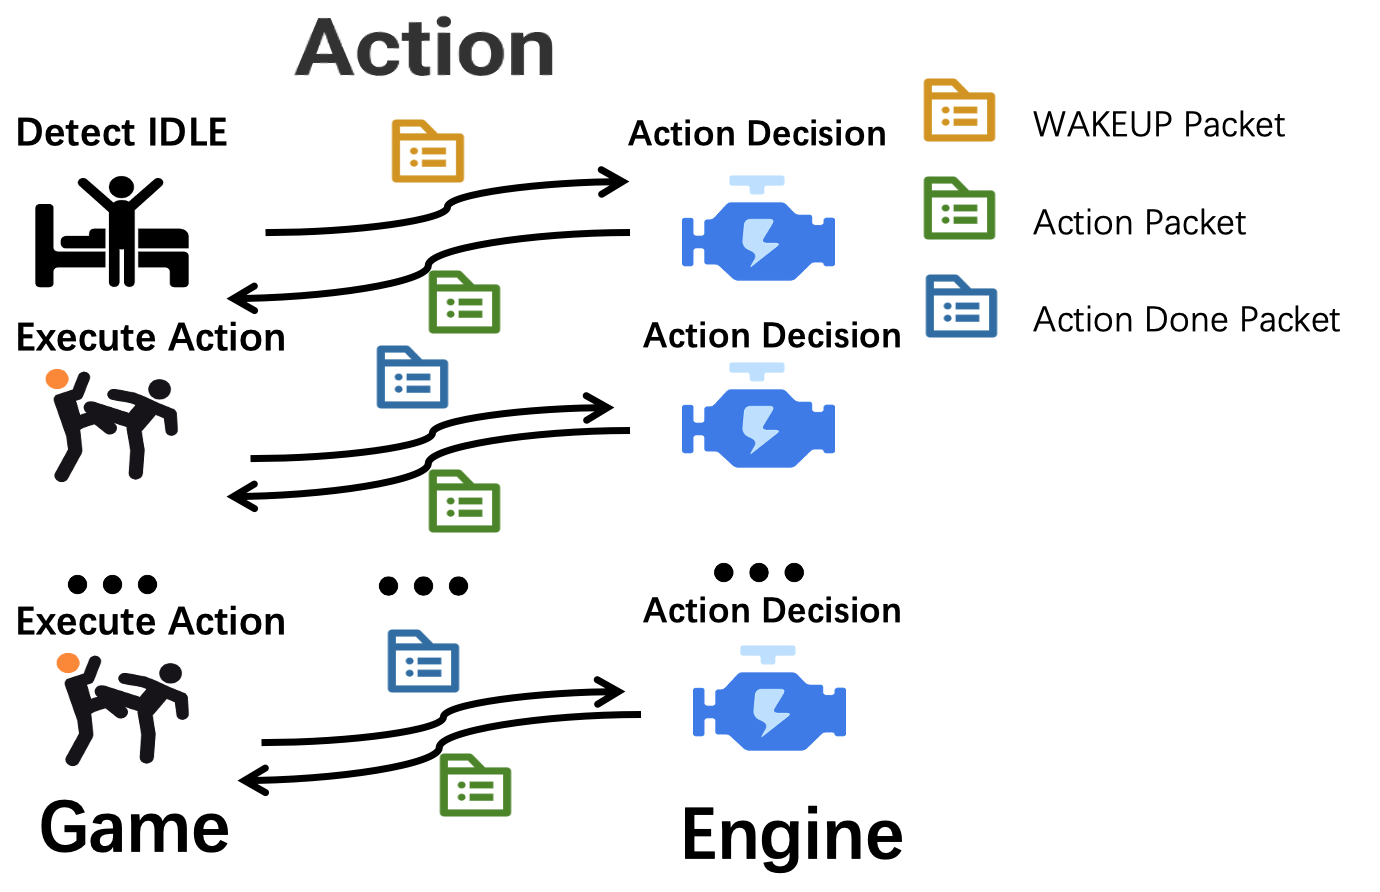 Action
Detect IDLE
Action Decision
WAKEUP Packet
Action Packet
Action Done Packet
Execute Action
Action Decision
Execute Action
Action Decision
Game
Engine